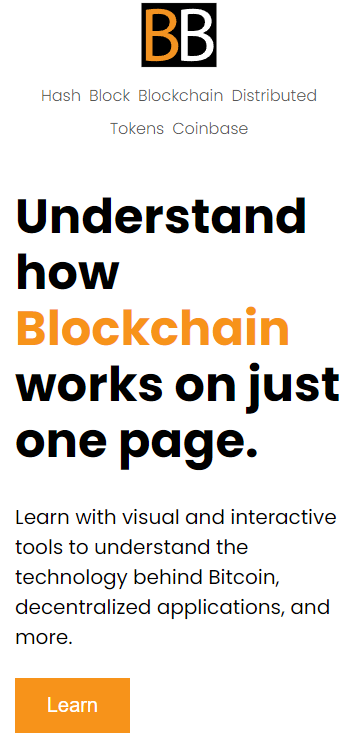 BB
Hash Block Blockchain Distributed
Tokens Coinbase
Understand
how
Blockchain
works on just
one page.
Learn with visual and interactive
tools to understand the
technology behind Bitcoin,
decentralized applications, and
more.
Learn